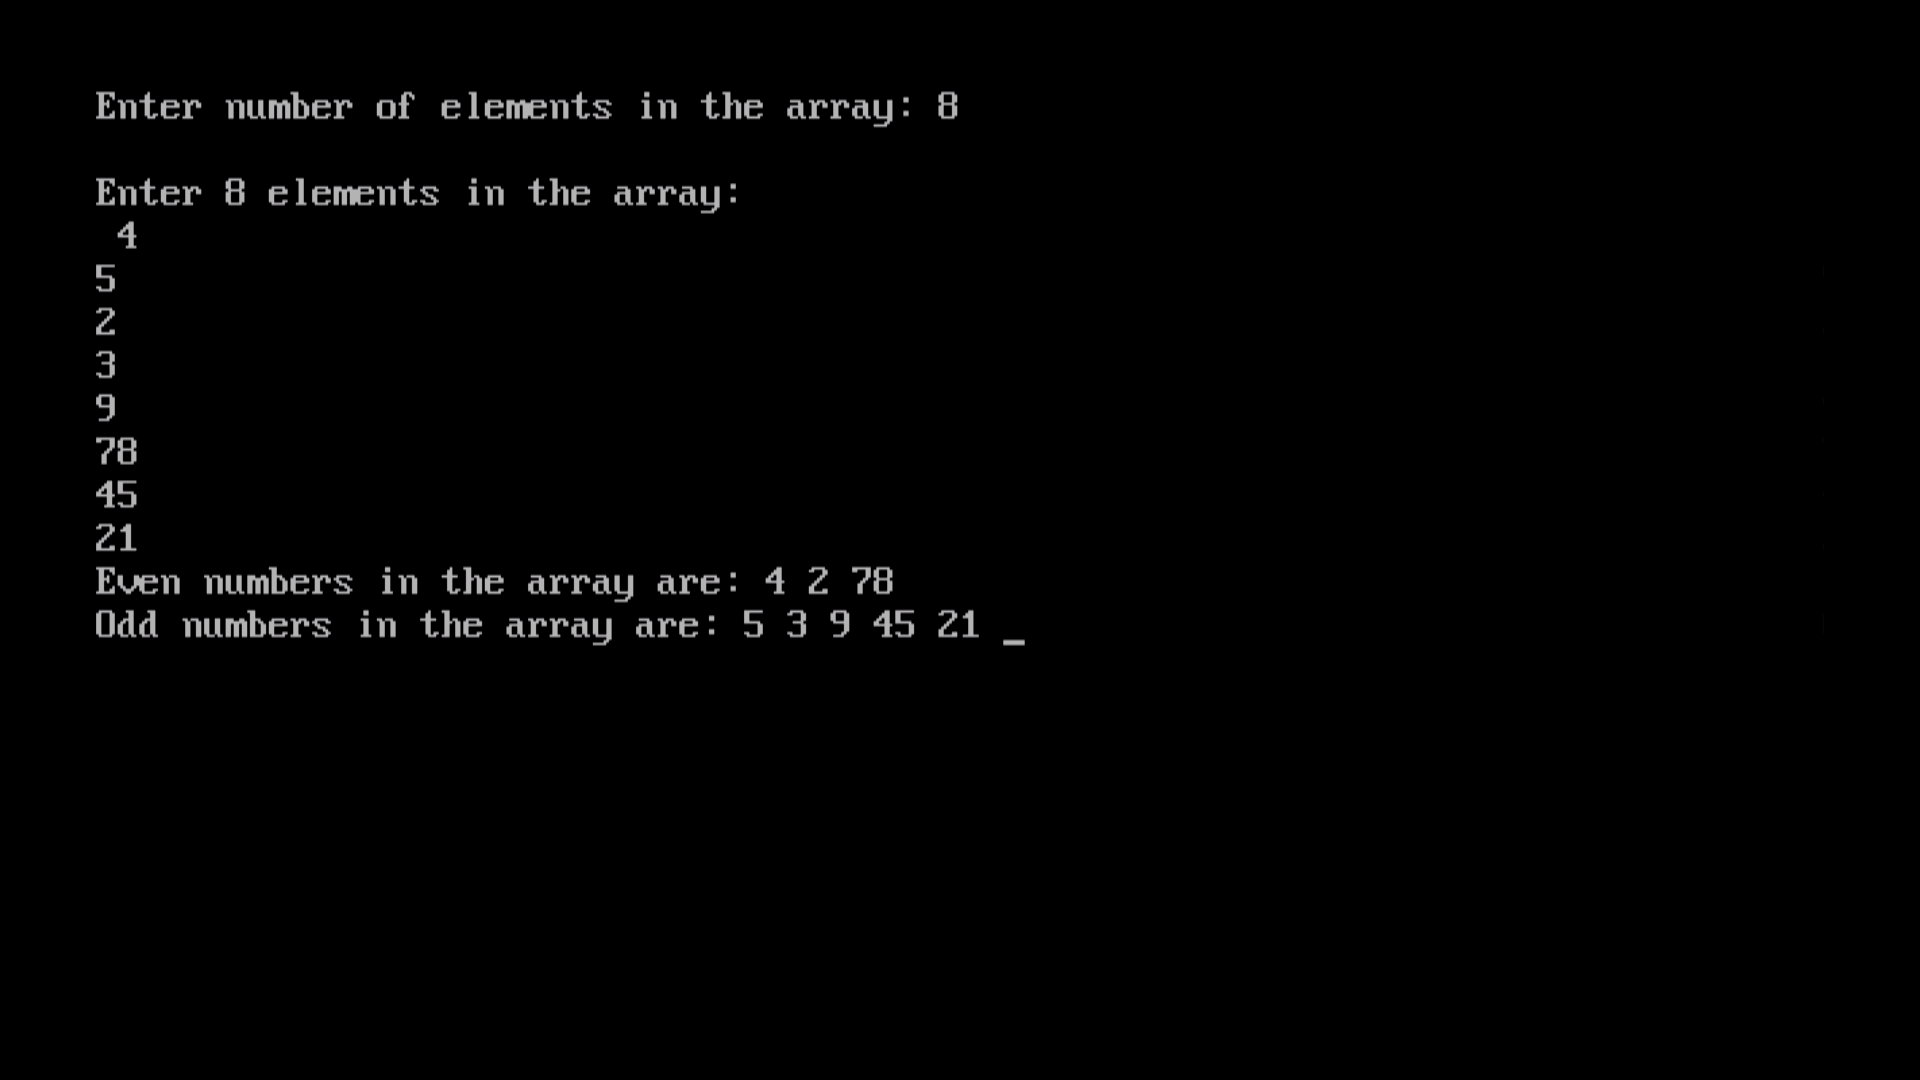 Enter number of elements in the array: 8
Enter 8 elements in the array:
4
5
2
3
9
78
45
21
Even numbers in the array are: 4 2 78
Odd numbers in the array are: 5 3 9 45 21 _